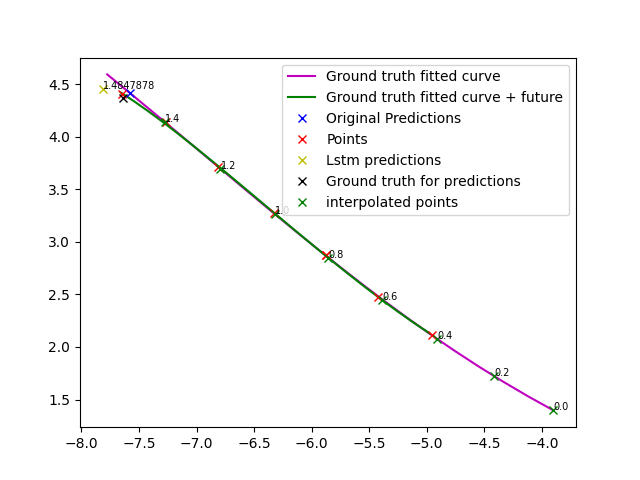 Ground truth fitted curve
Ground truth fitted curve + future
Original Predictions
Points
Lstm predictions
Ground truth for predictions
interpolated points
1.4847878
1.4
1.2
1.0
0.8
0.6
0.4
0.2
0.0
4.5
4.0
3.5
3.0
2.5
2.0
1.5
−8.0 −7.5 −7.0 −6.5 −6.0 −5.5 −5.0 −4.5 −4.0